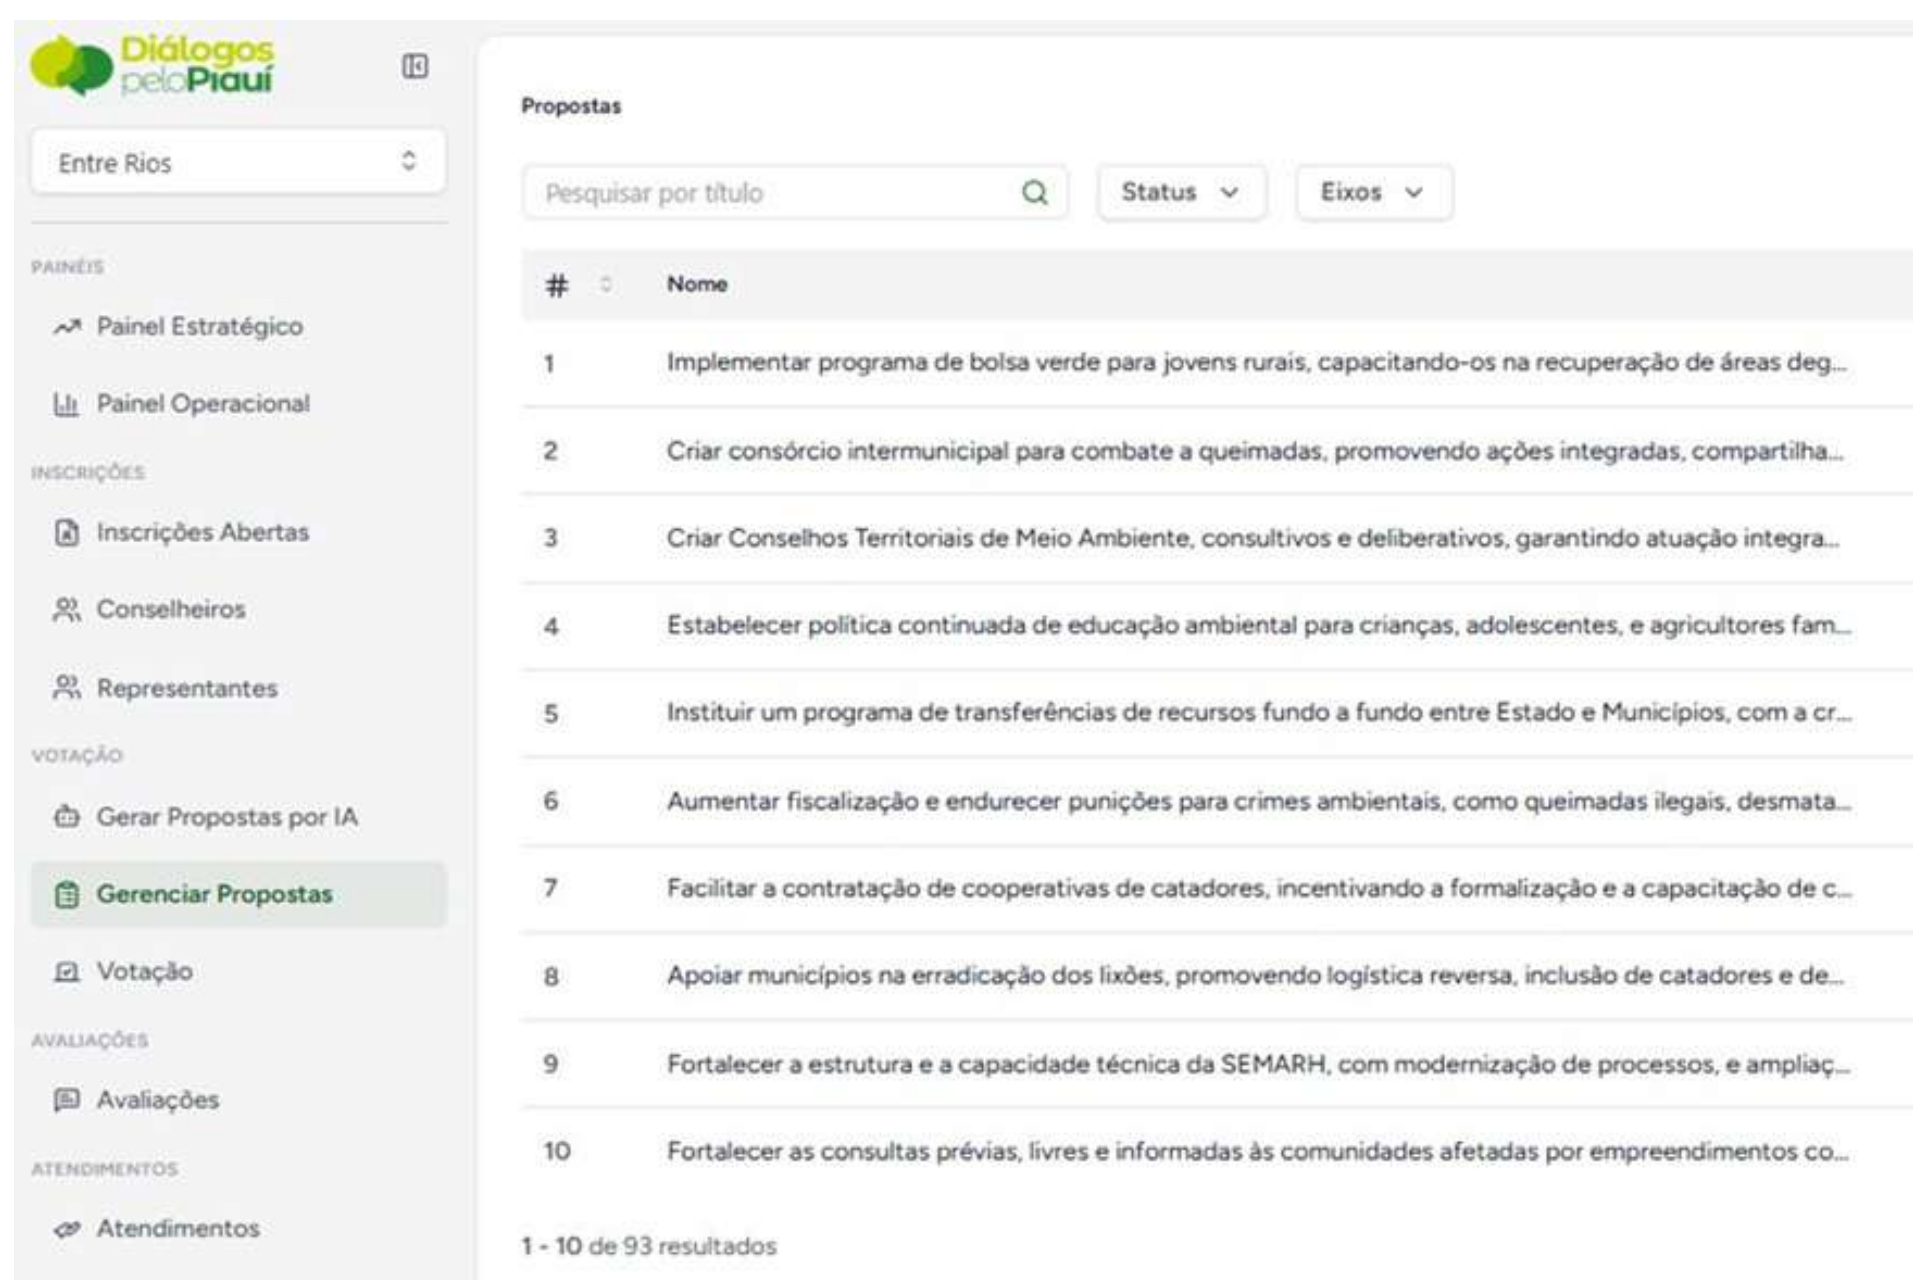 Diálogos
peloPiauí
Entre Rios
PAINÉIS
Painel Estratégico
Painel Operacional
INSCRIÇÕES
Inscrições Abertas
Conselheiros
Representantes
VOTAÇÃO
Gerar Propostas por IA
Gerenciar Propostas
Votação
AVALIAÇÕES
Avaliações
ATENDIMENTOS
Atendimentos
Propostas
Pesquisar por título
Status
Eixos
# Nome
1 Implementar programa de bolsa verde para jovens rurais, capacitando-os na recuperação de áreas deg...
2 Criar consórcio intermunicipal para combate a queimadas, promovendo ações integradas, compartilha...
3 Criar Conselhos Territoriais de Meio Ambiente, consultivos e deliberativos, garantindo atuação integra...
4 Estabelecer política continuada de educação ambiental para crianças, adolescentes, e agricultores fam...
5 Instituir um programa de transferências de recursos fundo a fundo entre Estado e Municípios, com a cr...
6 Aumentar fiscalização e endurecer punições para crimes ambientais, como queimadas ilegais, desmata...
7 Facilitar a contratação de cooperativas de catadores, incentivando a formalização e a capacitação de c...
8 Apoiar municípios na erradicação dos lixões, promovendo logística reversa, inclusão de catadores e de...
9 Fortalecer a estrutura e a capacidade técnica da SEMARH, com modernização de processos, e ampliaç...
10 Fortalecer as consultas prévias, livres e informadas às comunidades afetadas por empreendimentos co...
1 - 10 de 93 resultados